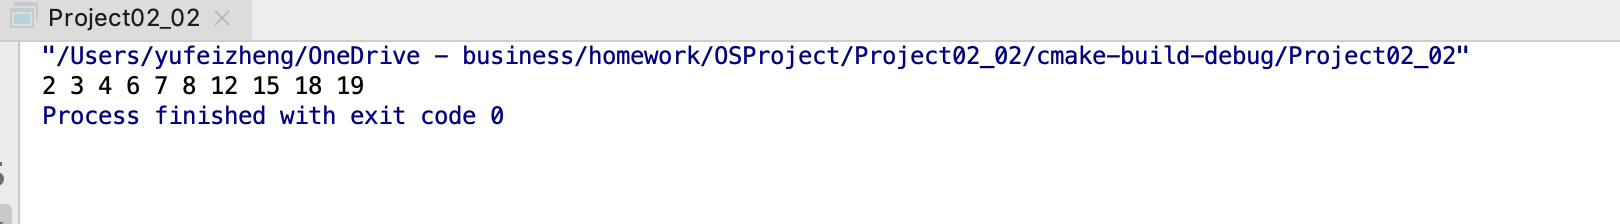 Project02_02
"/Users/yufeizheng/OneDrive - business/homework/OSProject/Project02_02/cmake-build-debug/Project02_02"
2 3 4 6 7 8 12 15 18 19
Process finished with exit code 0